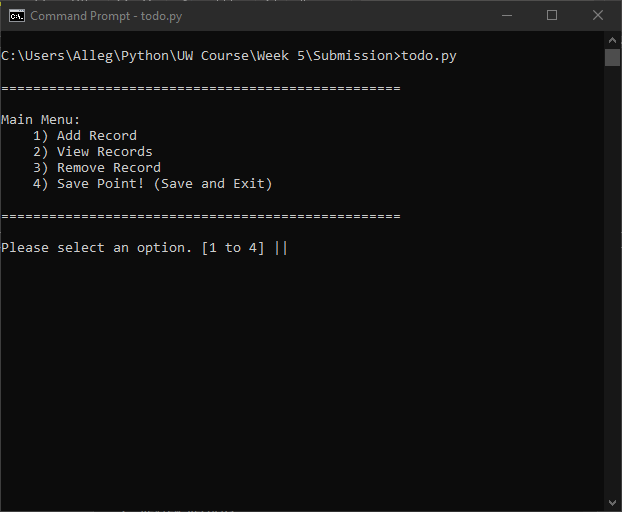 Command Prompt - todo.py
C:\Users\Alleg\Python\UW Course\Week 5\Submission>todo.py
==================================================
Main Menu:
1) Add Record
2) View Records
3) Remove Record
4) Save Point! (Save and Exit)
==================================================
Please select an option. [1 to 4] ||